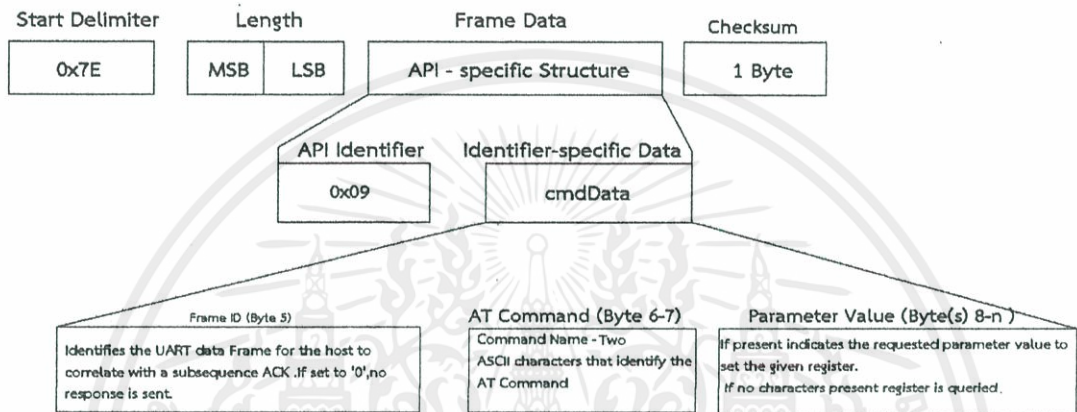 Start Delimiter Length Frame Data Checksum
0x7E MSB LSB API - specific Structure 1 Byte
API Identifier Identifier-specific Data
0x09 cmdData
Frame ID (Byte 5)
Identifies the UART data Frame for the host to
correlate with a subsequence ACK .If set to '0',no
response is sent.
AT Command (Byte 6-7)
Command Name - Two
ASCII characters that identify the
AT Command
Parameter Value (Byte(s) 8-n )
If present indicates the requested parameter value to
set the given register.
If no characters present register is queried.